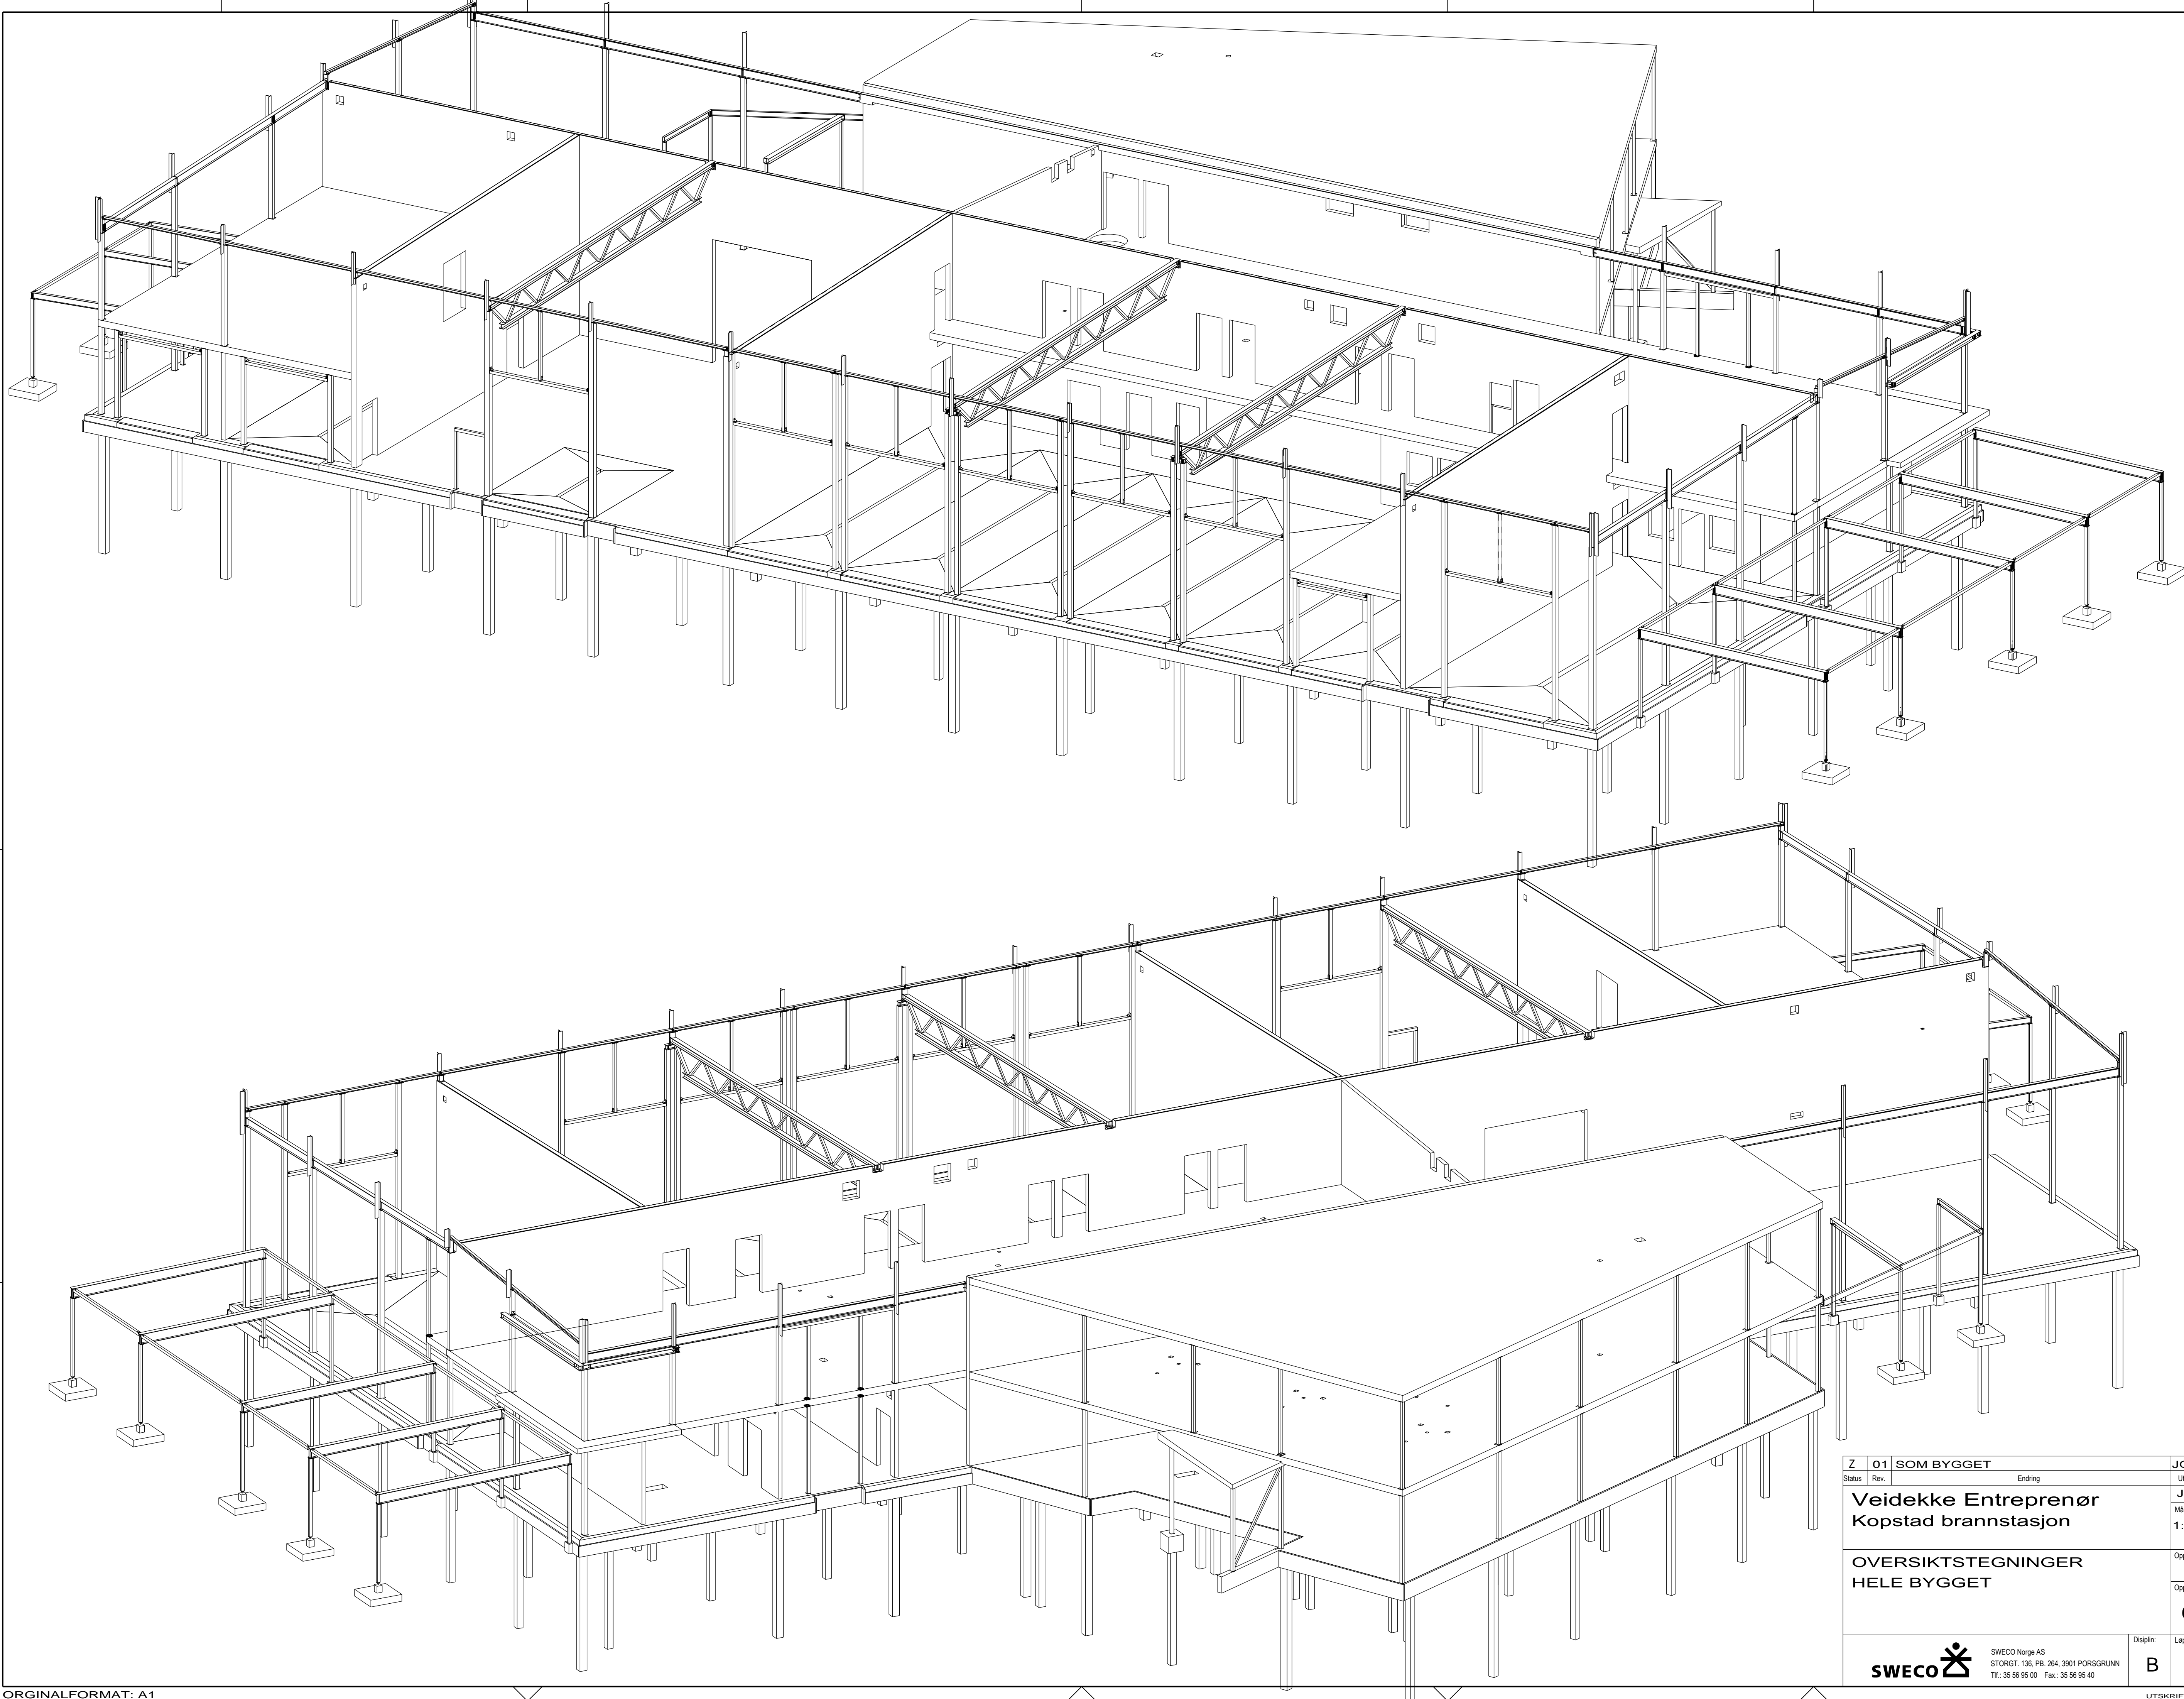 Z 01 SOM BYGGET
Status Rev. Endring
Veidekke Entreprenør
Kopstad brannstasjon
1:
OVERSIKTSTEGNINGER
HELE BYGGET
SWECO
SWECO Norge AS
STORGT. 136, PB. 264, 3901 PORSGRUNN
Tlf.: 35 56 95 00 Fax.: 35 56 95 40
Disiplin:
B
ORGINALFORMAT: A1